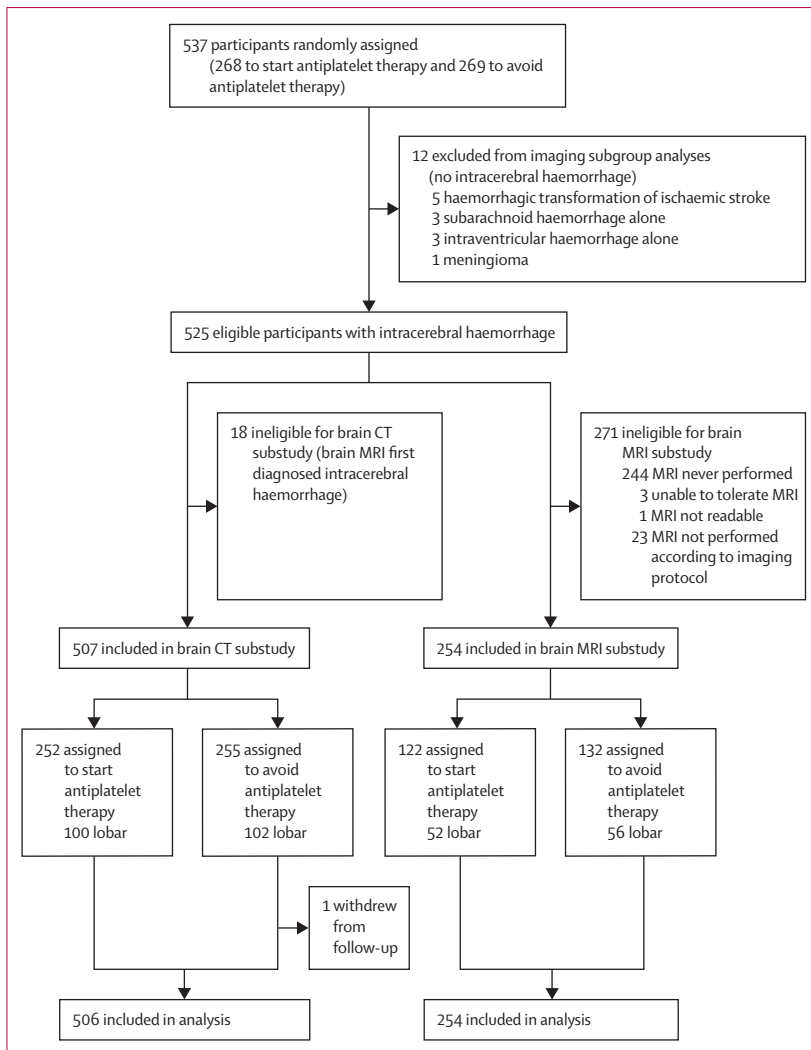 537 participants randomly assigned
(268 to start antiplatelet therapy and 269 to avoid
antiplatelet therapy)
12 excluded from imaging subgroup analyses
(no intracerebral haemorrhage)
5 haemorrhagic transformation of ischaemic stroke
3 subarachnoid haemorrhage alone
3 intraventricular haemorrhage alone
1 meningioma
525 eligible participants with intracerebral haemorrhage
18 ineligible for brain CT
substudy (brain MRI first
diagnosed intracerebral
haemorrhage)
271 ineligible for brain
MRI substudy
244 MRI never performed
3 unable to tolerate MRI
1 MRI not readable
23 MRI not performed
according to imaging
protocol
507 included in brain CT substudy
254 included in brain MRI substudy
252 assigned
to start
antiplatelet
therapy
100 lobar
255 assigned
to avoid
antiplatelet
therapy
102 lobar
122 assigned
to start
antiplatelet
therapy
52 lobar
132 assigned
to avoid
antiplatelet
therapy
56 lobar
1 withdrew
from
follow-up
506 included in analysis
254 included in analysis